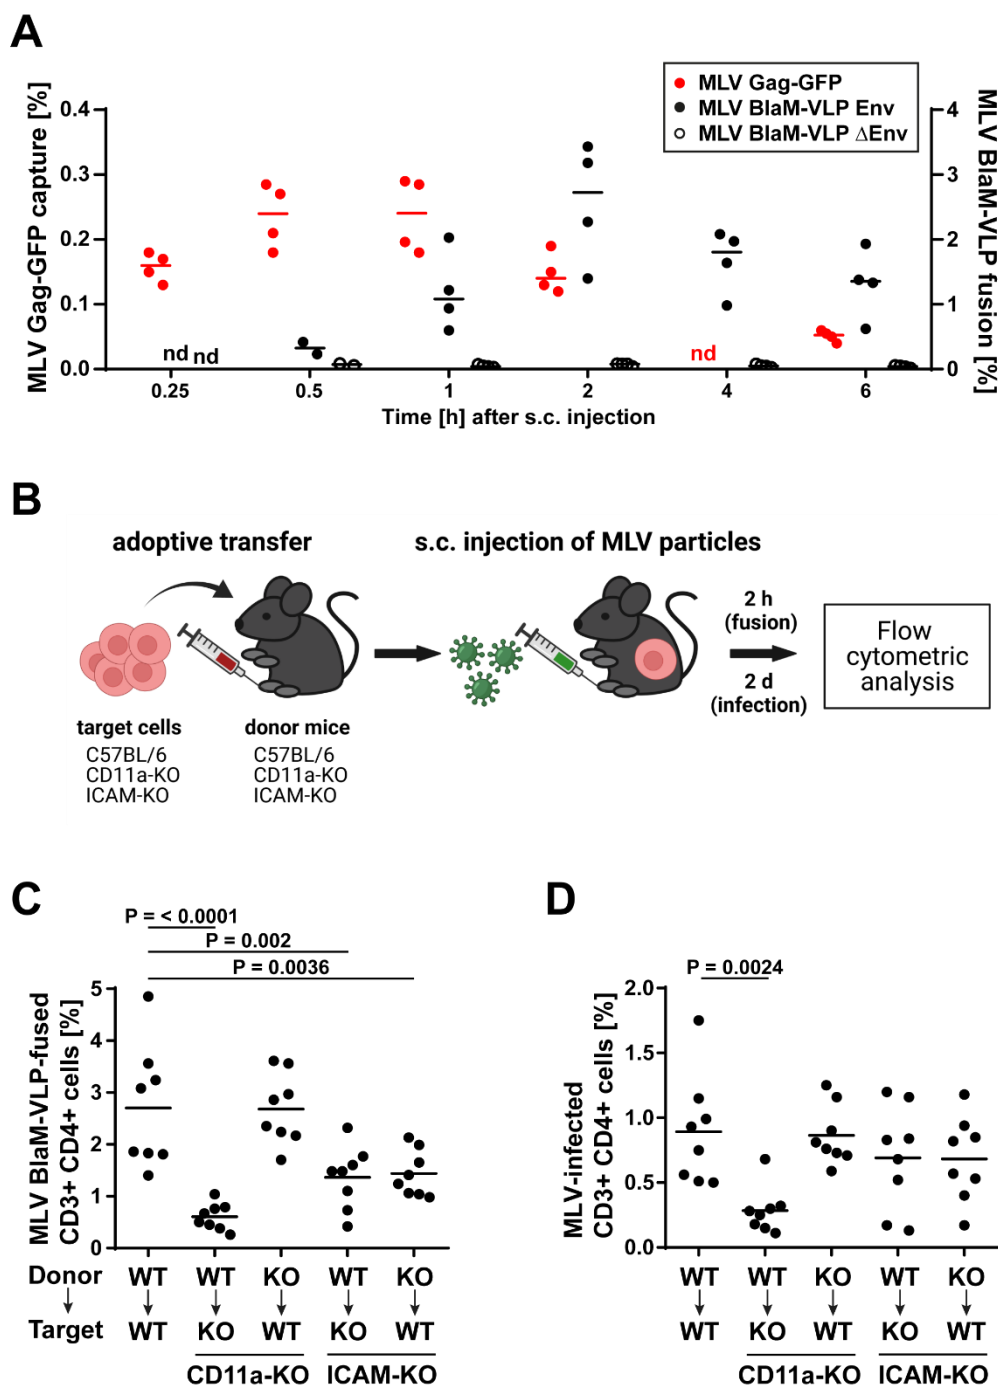 A
MLV Gag-GFP
MLV BlaM-VLP Env
MLV BlaM-VLP ΔEnv
MLV Gag-GFP capture [%]
0.4
0.3
0.2
0.1
0.0
MLV BlaM-VLP fusion [%]
4
3
2
1
0
nd nd
nd
0.25 0.5 1 2 4 6
Time [h] after s.c. injection
B
adoptive transfer
s.c. injection of MLV particles
target cells
C57BL/6
CD11a-KO
ICAM-KO
donor mice
C57BL/6
CD11a-KO
ICAM-KO
2 h
(fusion)
2 d
(infection)
Flow
cytometric
analysis
C
P = < 0.0001
P = 0.002
P = 0.0036
MLV BlaM-VLP-fused
CD3+ CD4+ cells [%]
5
4
3
2
1
0
Donor WT WT KO WT KO
Target WT KO WT KO WT
CD11a-KO ICAM-KO
D
P = 0.0024
MLV-infected
CD3+ CD4+ cells [%]
2.0
1.5
1.0
0.5
0.0
WT WT KO WT KO
WT KO WT KO WT
CD11a-KO ICAM-KO